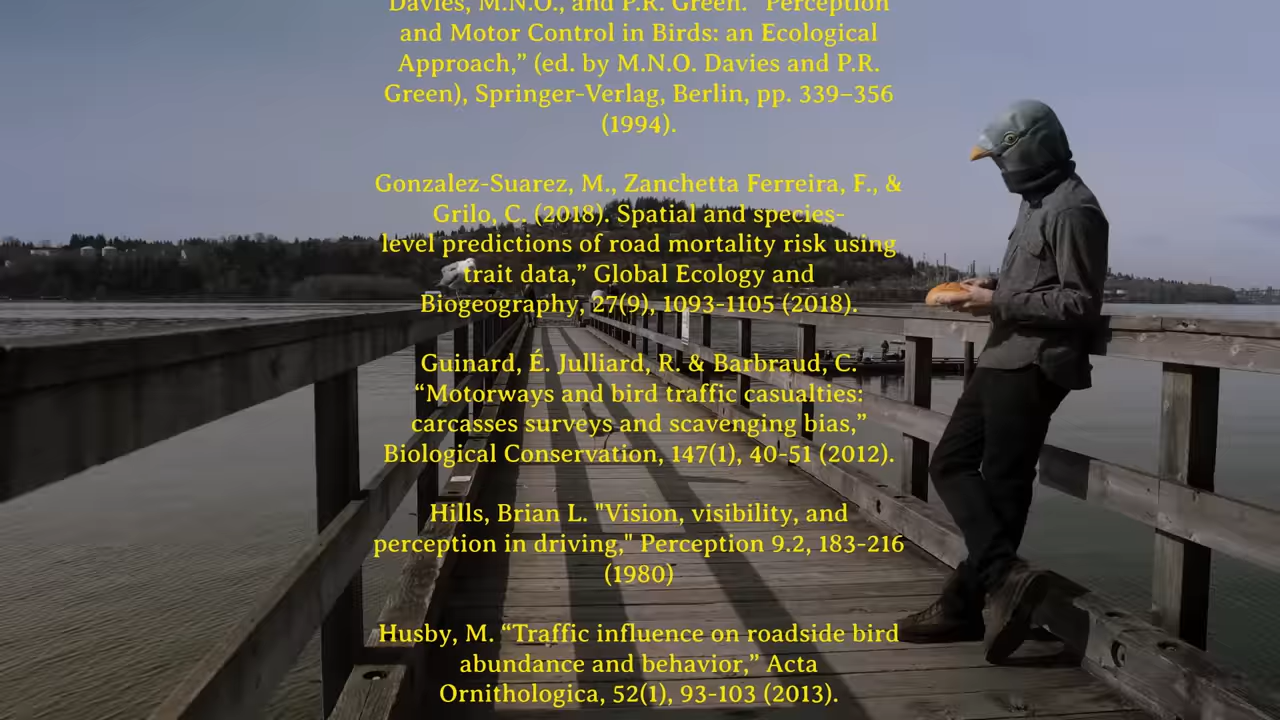 Davies, M.N.O., and P.R. Green. “Perception
and Motor Control in Birds: an Ecological
Approach,” (ed. by M.N.O. Davies and P.R.
Green), Springer-Verlag, Berlin, pp. 339–356
(1994).
Gonzalez-Suarez, M., Zanchetta Ferreira, F., &
Grilo, C. (2018). Spatial and species-
level predictions of road mortality risk using
trait data,” Global Ecology and
Biogeography, 27(9), 1093-1105 (2018).
Guinard, É. Julliard, R. & Barbraud, C.
“Motorways and bird traffic casualties:
carcasses surveys and scavenging bias,”
Biological Conservation, 147(1), 40-51 (2012).
Hills, Brian L. "Vision, visibility, and
perception in driving," Perception 9.2, 183-216
(1980)
Husby, M. “Traffic influence on roadside bird
abundance and behavior,” Acta
Ornithologica, 52(1), 93-103 (2013).